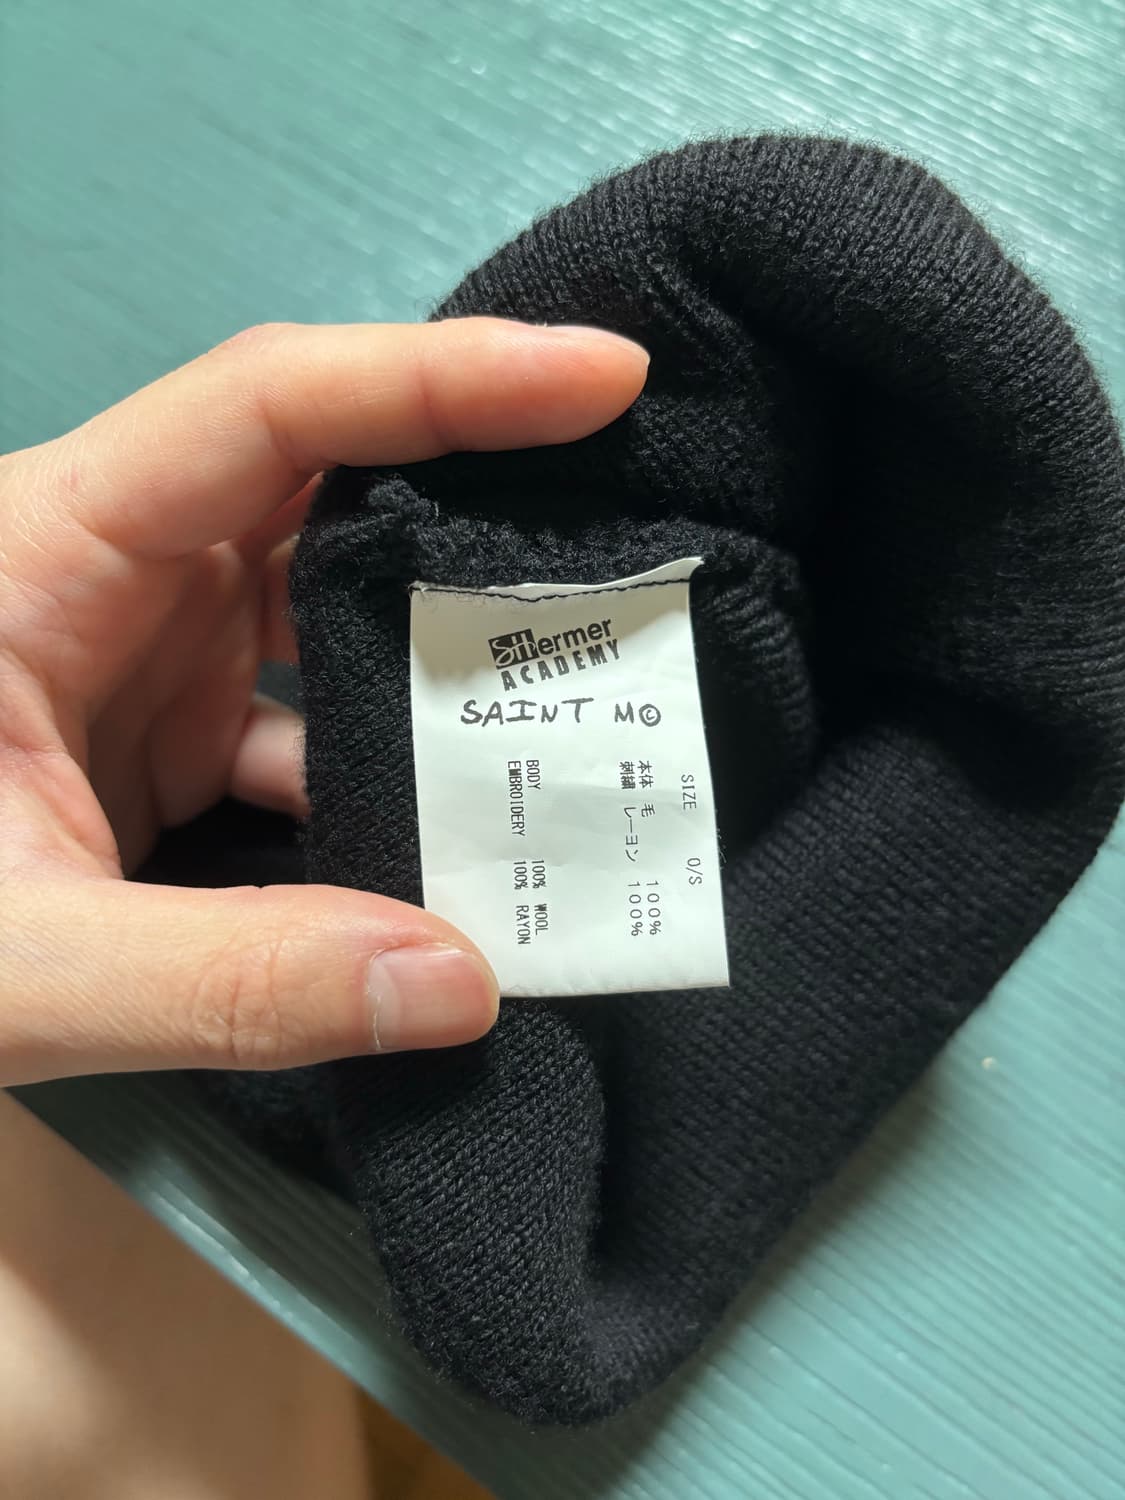 SHermer
ACADEMY
SAINT M©
SIZE O/S
本体 毛 100%
刺繍 レーヨン 100%
BODY 100% WOOL
EMBROIDERY 100% RAYON